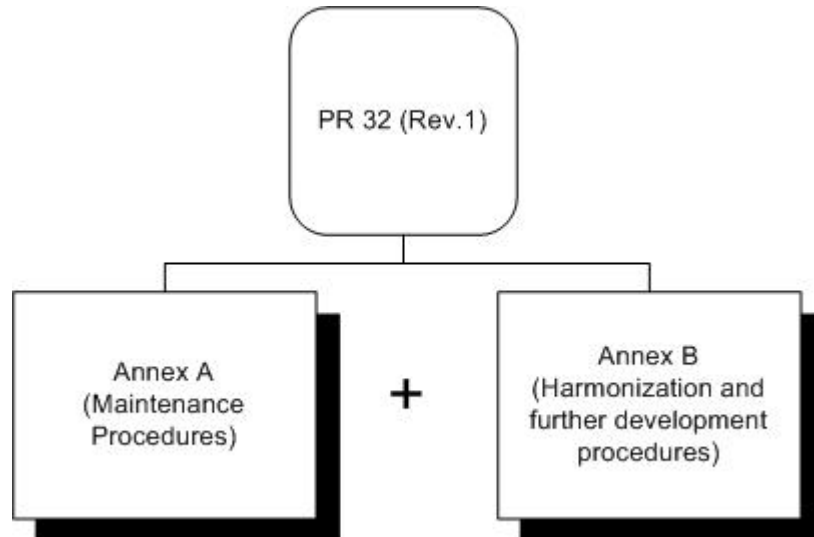 PR 32 (Rev.1)
Annex A
(Maintenance
Procedures)
+
Annex B
(Harmonization and
further development
procedures)